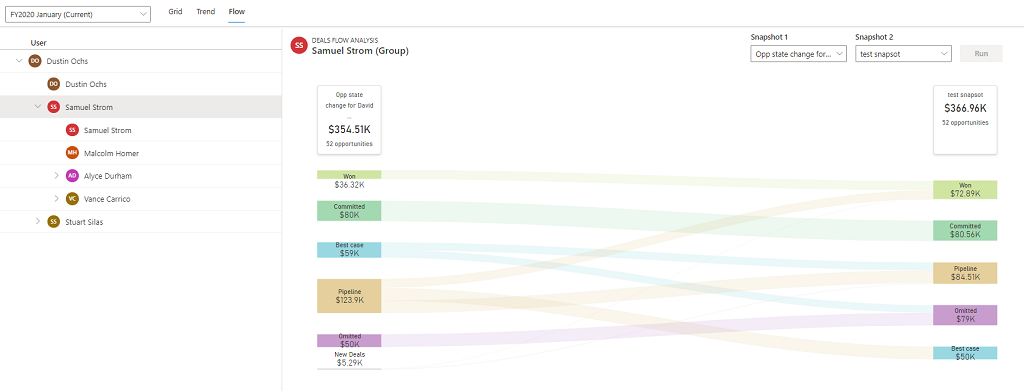 FY2020 January (Current)
Grid
Trend
Flow
User
DO
Dustin Ochs
DO
Dustin Ochs
SS
Samuel Strom
SS
Samuel Strom
MH
Malcolm Homer
AD
Alyce Durham
VC
Vance Carrico
SS
Stuart Silas
SS
DEALS FLOW ANALYSIS
Samuel Strom (Group)
Snapshot 1
Opp state change for...
Snapshot 2
test snapsot
Run
Opp state
change for David
...
$354.51K
52 opportunities
Won
$36.32K
Committed
$80K
Best case
$59K
Pipeline
$123.9K
Omitted
$50K
New Deals
$5.29K
test snapsot
$366.96K
52 opportunities
Won
$72.89K
Committed
$80.56K
Pipeline
$84.51K
Omitted
$79K
Best case
$50K